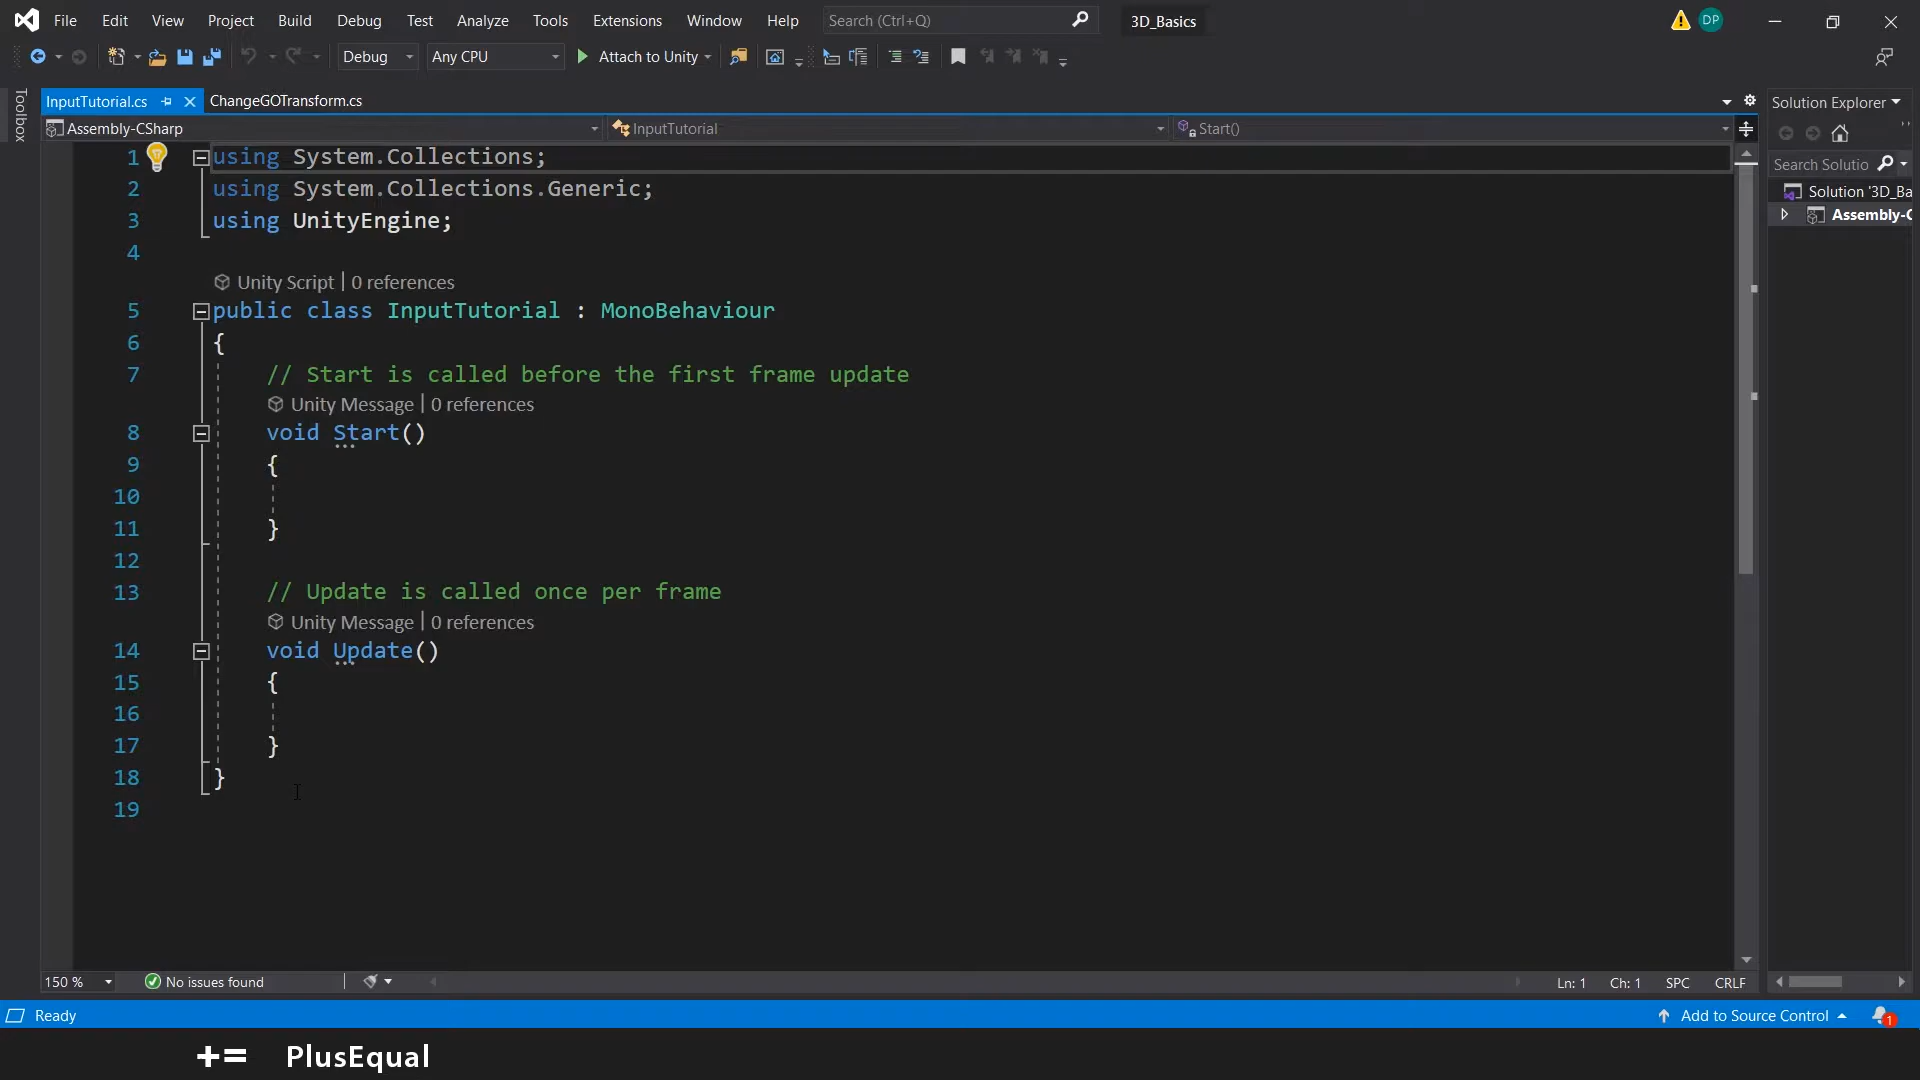 File Edit View Project Build Debug Test Analyze Tools Extensions Window Help Search (Ctrl+Q) 3D_Basics DP
Debug Any CPU Attach to Unity
Toolbox
InputTutorial.cs ChangeGOTransform.cs
Assembly-CSharp InputTutorial Start()
1 using System.Collections;
2 using System.Collections.Generic;
3 using UnityEngine;
4
Unity Script | 0 references
5 public class InputTutorial : MonoBehaviour
6 {
7 // Start is called before the first frame update
Unity Message | 0 references
8 void Start()
9 {
10
11 }
12
13 // Update is called once per frame
Unity Message | 0 references
14 void Update()
15 {
16
17 }
18 }
19
Solution Explorer
Search Solutio
Solution '3D_Ba
Assembly-C
150 % No issues found Ln: 1 Ch: 1 SPC CRLF
Ready Add to Source Control 1
+= PlusEqual